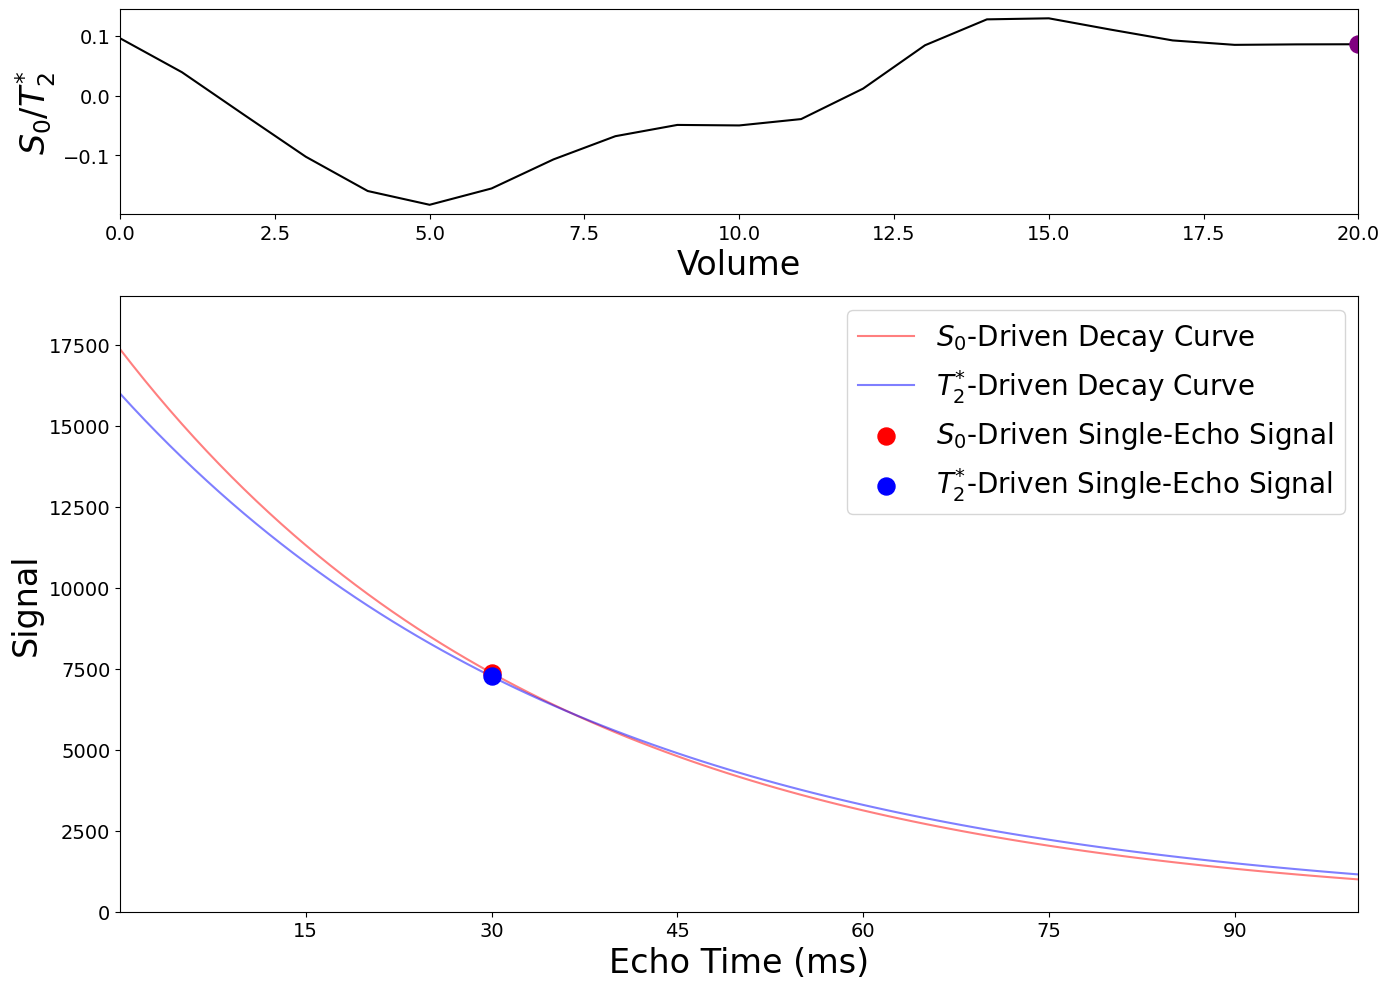 S₀/T₂*
0.1
0.0
−0.1
0.0 2.5 5.0 7.5 10.0 12.5 15.0 17.5 20.0
Volume
Signal
17500
15000
12500
10000
7500
5000
2500
0
S₀-Driven Decay Curve
T₂*-Driven Decay Curve
S₀-Driven Single-Echo Signal
T₂*-Driven Single-Echo Signal
15 30 45 60 75 90
Echo Time (ms)